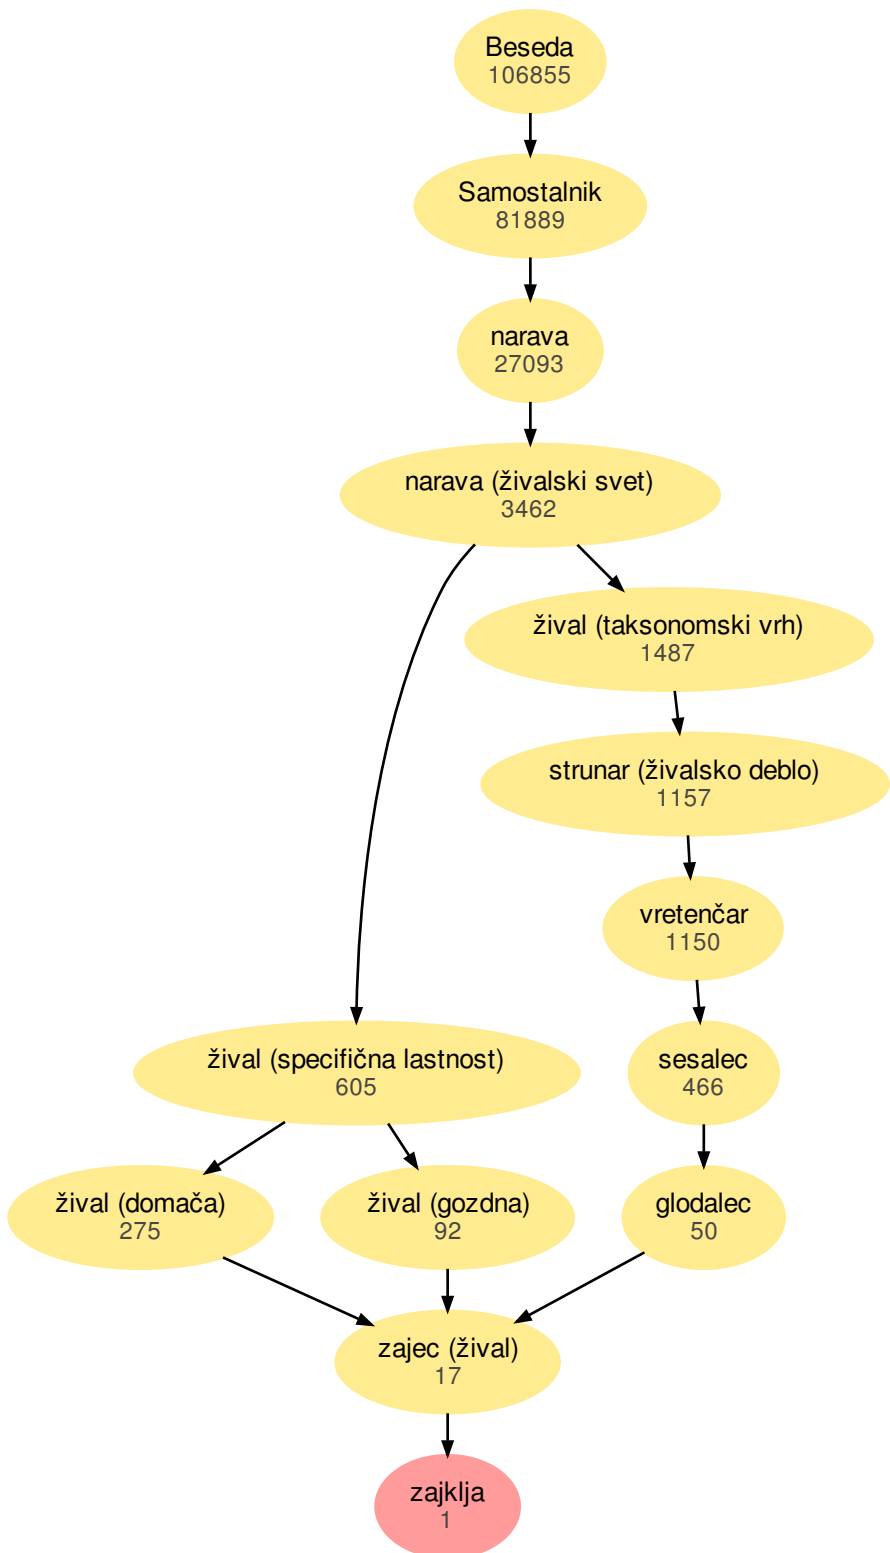 Beseda
106855
Samostalnik
81889
narava
27093
narava (živalski svet)
3462
žival (taksonomski vrh)
1487
strunar (živalsko deblo)
1157
vretenčar
1150
žival (specifična lastnost)
605
sesalec
466
žival (domača)
275
žival (gozdna)
92
glodalec
50
zajec (žival)
17
zajklja
1